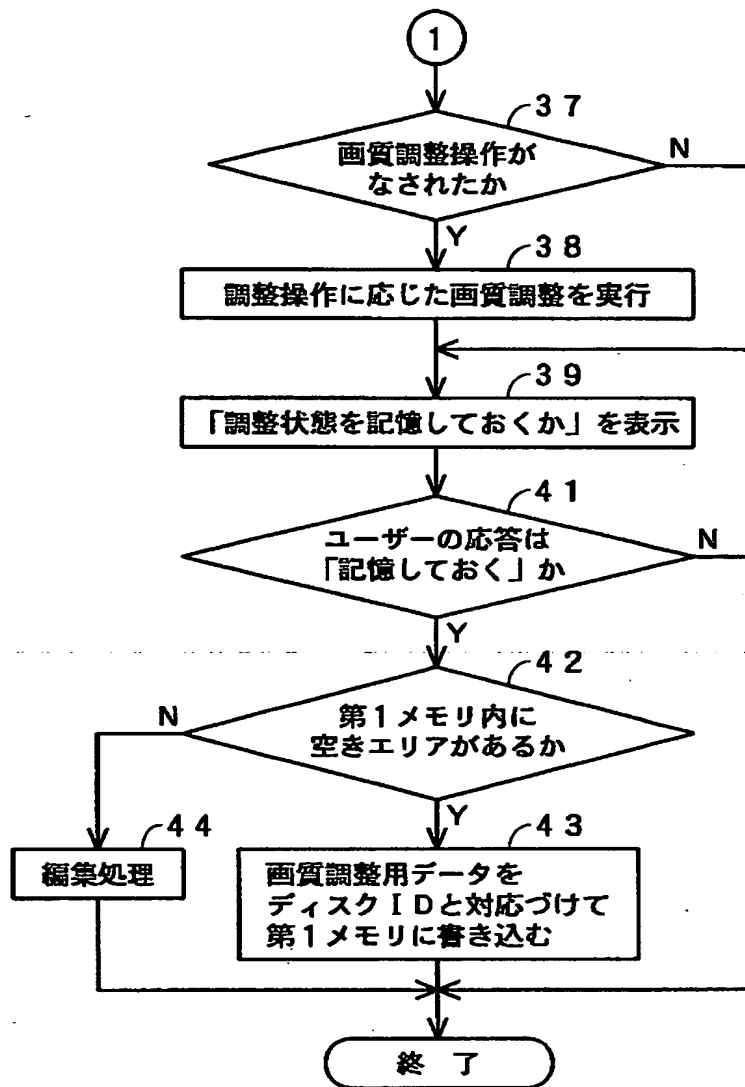 1
37
画質調整操作が
なされたか
N
Y
38
調整操作に応じた画質調整を実行
39
「調整状態を記憶しておくか」を表示
41
ユーザーの応答は
「記憶しておく」か
N
Y
42
第1メモリ内に
空きエリアがあるか
N
Y
44
編集処理
43
画質調整用データを
ディスクIDと対応づけて
第1メモリに書き込む
終了